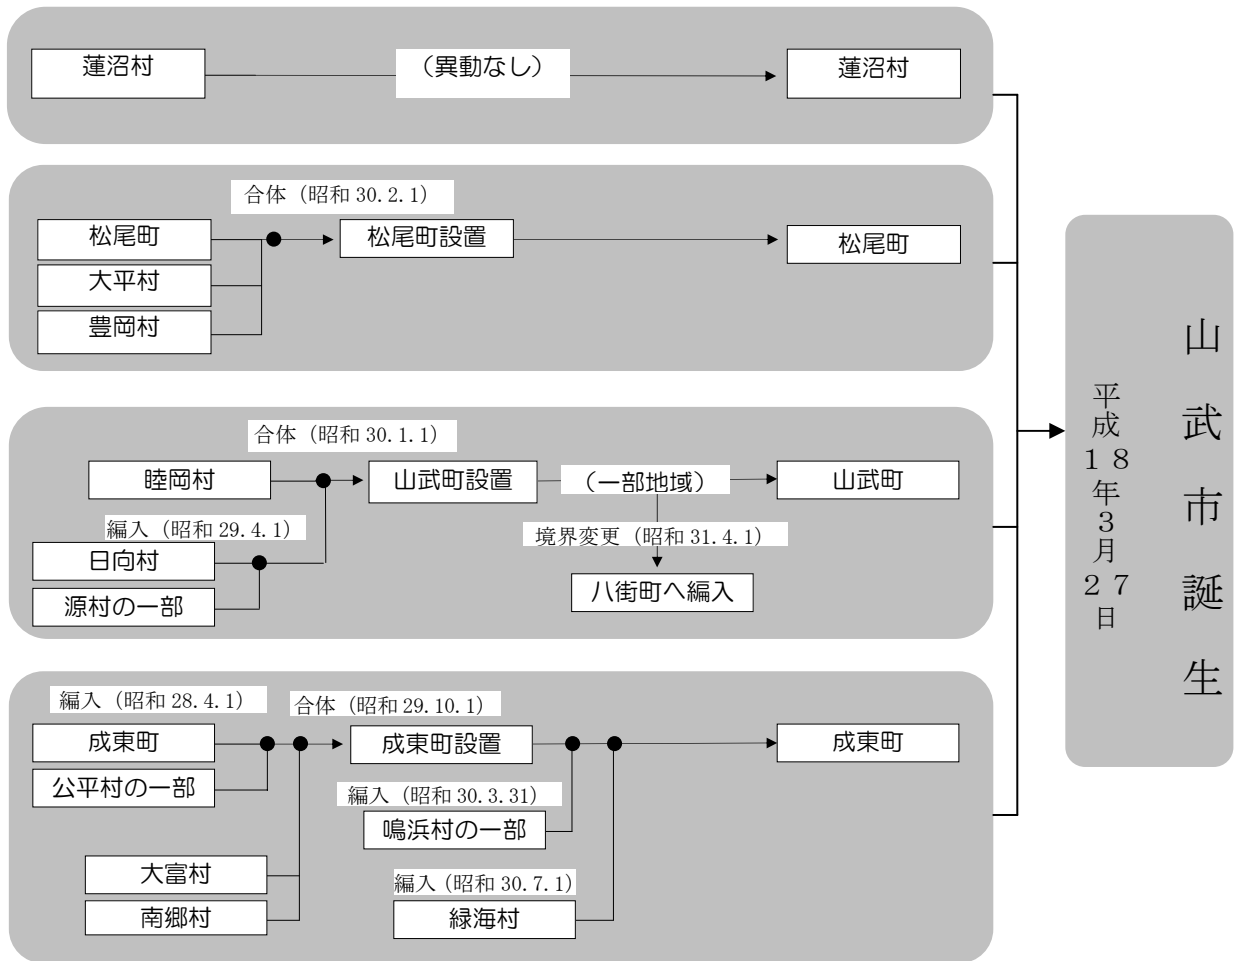 蓮沼村
（異動なし）
蓮沼村
合体（昭和 30.2.1）
松尾町
松尾町設置
松尾町
大平村
豊岡村
合体（昭和 30.1.1）
睦岡村
山武町設置
（一部地域）
山武町
編入（昭和 29.4.1）
境界変更（昭和 31.4.1）
日向村
源村の一部
八街町へ編入
編入（昭和 28.4.1）
合体（昭和 29.10.1）
成東町
成東町設置
成東町
公平村の一部
編入（昭和 30.3.31）
鳴浜村の一部
大富村
編入（昭和 30.7.1）
南郷村
緑海村
山武市誕生
平成１８年３月２７日